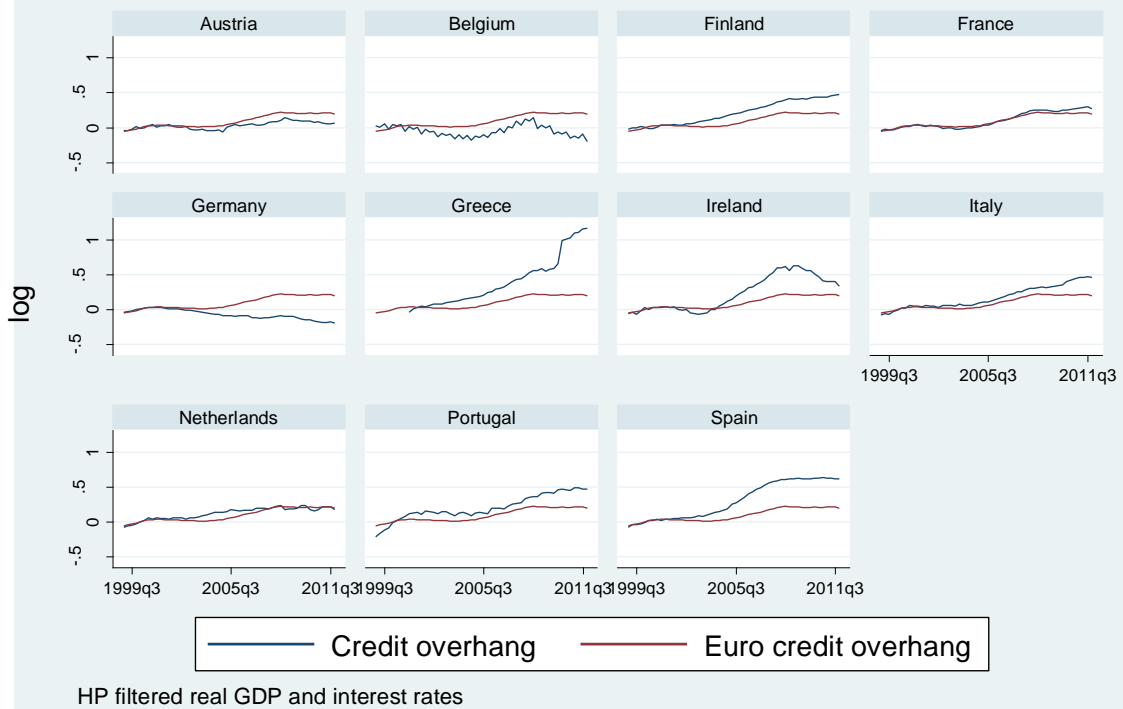 Austria Belgium Finland France
1
.5
0
-.5
Germany Greece Ireland Italy
1
.5
0
-.5
1999q3 2005q3 2011q3
log
Netherlands Portugal Spain
1
.5
0
-.5
1999q3 2005q3 2011q3 1999q3 2005q3 2011q3 1999q3 2005q3 2011q3
Credit overhang Euro credit overhang
HP filtered real GDP and interest rates